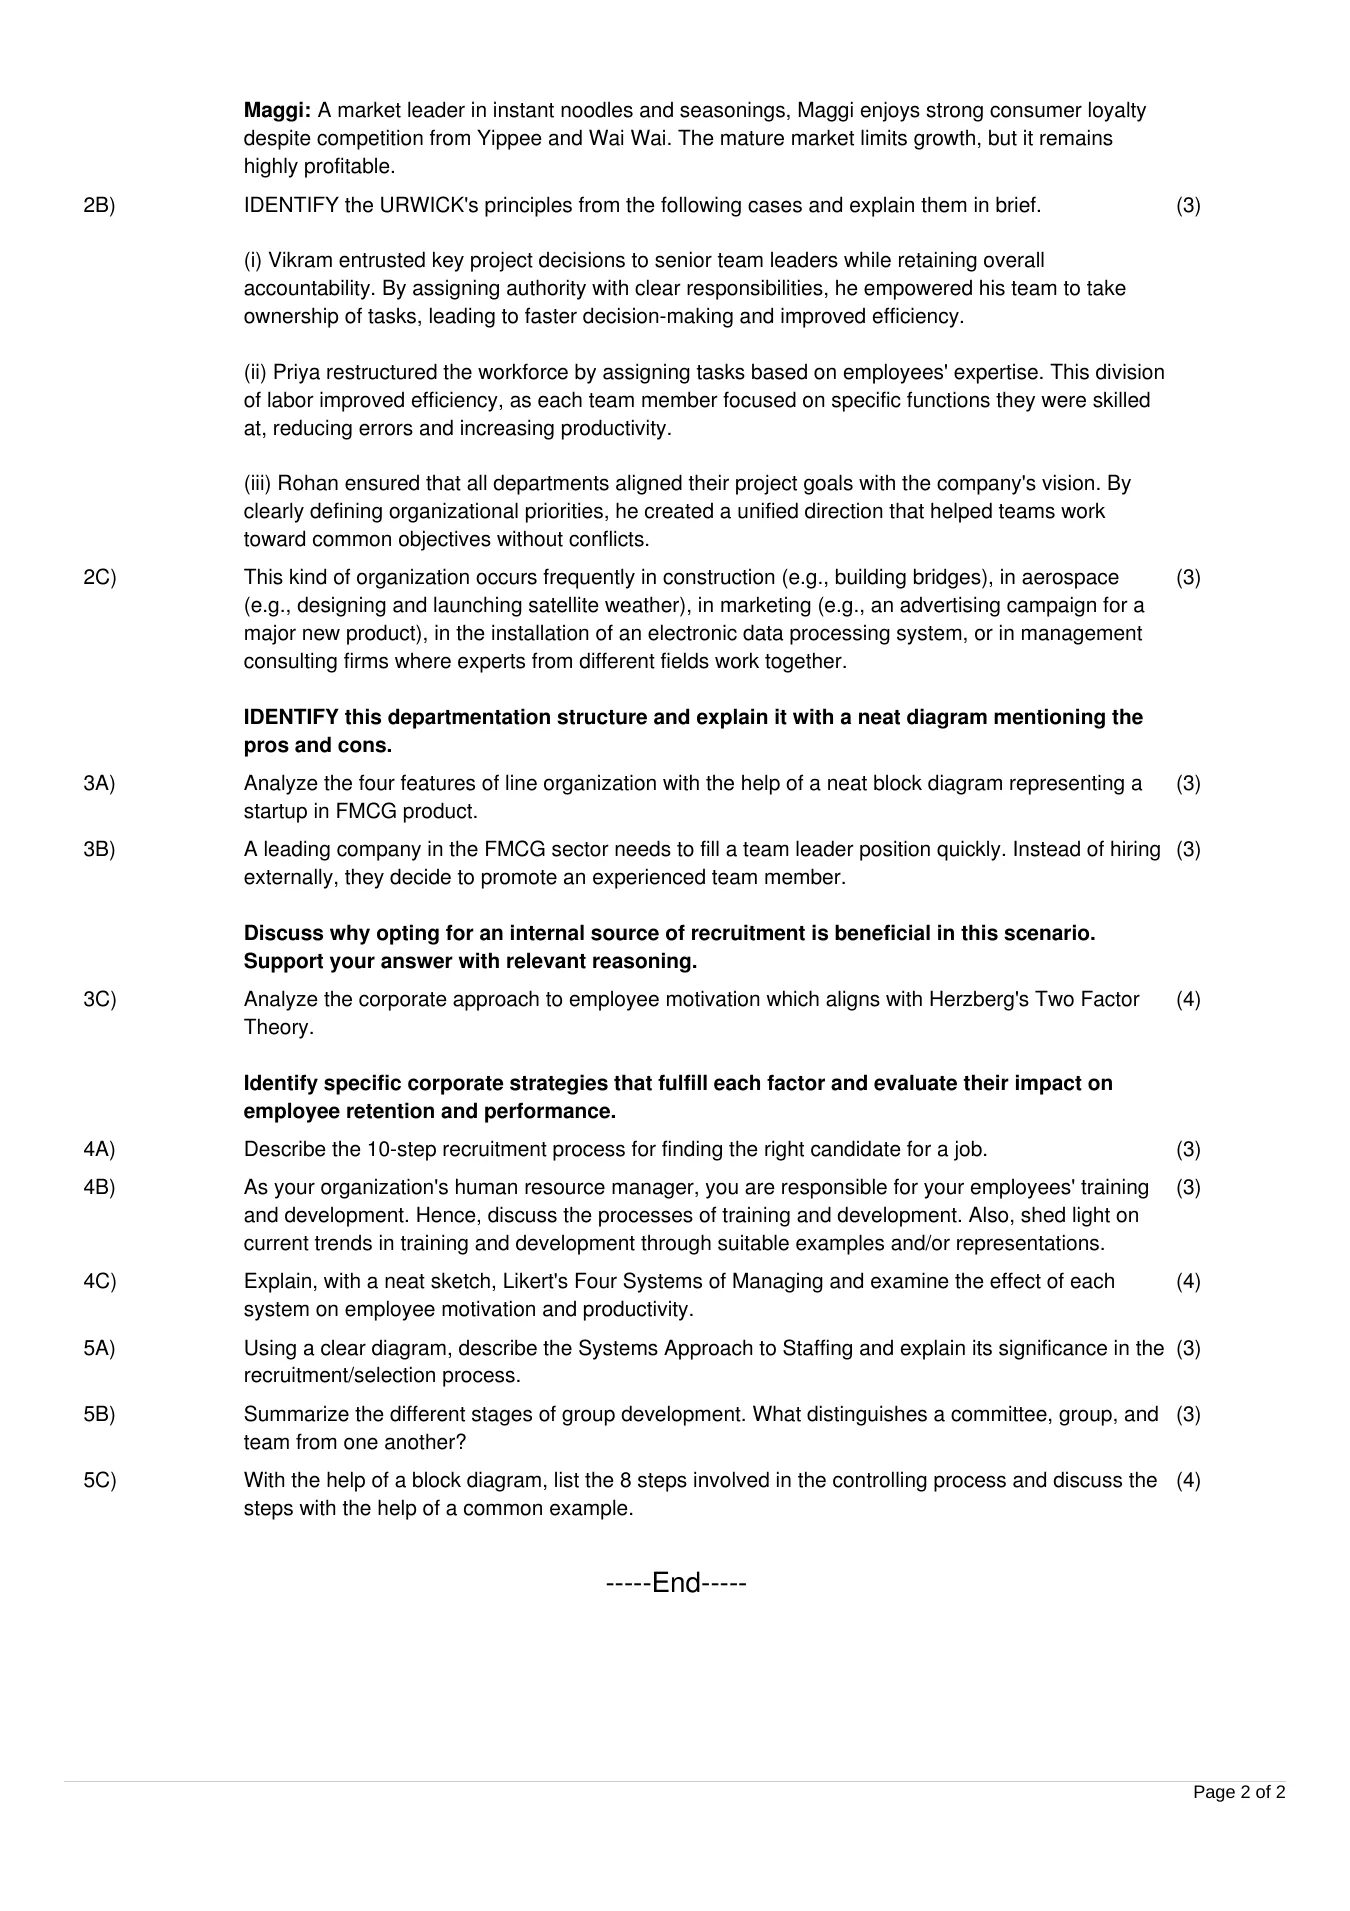 Maggi: A market leader in instant noodles and seasonings, Maggi enjoys strong consumer loyalty
despite competition from Yippee and Wai Wai. The mature market limits growth, but it remains
highly profitable.
2B) IDENTIFY the URWICK's principles from the following cases and explain them in brief. (3)
(i) Vikram entrusted key project decisions to senior team leaders while retaining overall
accountability. By assigning authority with clear responsibilities, he empowered his team to take
ownership of tasks, leading to faster decision-making and improved efficiency.
(ii) Priya restructured the workforce by assigning tasks based on employees' expertise. This division
of labor improved efficiency, as each team member focused on specific functions they were skilled
at, reducing errors and increasing productivity.
(iii) Rohan ensured that all departments aligned their project goals with the company's vision. By
clearly defining organizational priorities, he created a unified direction that helped teams work
toward common objectives without conflicts.
2C) This kind of organization occurs frequently in construction (e.g., building bridges), in aerospace (3)
(e.g., designing and launching satellite weather), in marketing (e.g., an advertising campaign for a
major new product), in the installation of an electronic data processing system, or in management
consulting firms where experts from different fields work together.
IDENTIFY this departmentation structure and explain it with a neat diagram mentioning the
pros and cons.
3A) Analyze the four features of line organization with the help of a neat block diagram representing a (3)
startup in FMCG product.
3B) A leading company in the FMCG sector needs to fill a team leader position quickly. Instead of hiring (3)
externally, they decide to promote an experienced team member.
Discuss why opting for an internal source of recruitment is beneficial in this scenario.
Support your answer with relevant reasoning.
3C) Analyze the corporate approach to employee motivation which aligns with Herzberg's Two Factor (4)
Theory.
Identify specific corporate strategies that fulfill each factor and evaluate their impact on
employee retention and performance.
4A) Describe the 10-step recruitment process for finding the right candidate for a job. (3)
4B) As your organization's human resource manager, you are responsible for your employees' training (3)
and development. Hence, discuss the processes of training and development. Also, shed light on
current trends in training and development through suitable examples and/or representations.
4C) Explain, with a neat sketch, Likert's Four Systems of Managing and examine the effect of each (4)
system on employee motivation and productivity.
5A) Using a clear diagram, describe the Systems Approach to Staffing and explain its significance in the (3)
recruitment/selection process.
5B) Summarize the different stages of group development. What distinguishes a committee, group, and (3)
team from one another?
5C) With the help of a block diagram, list the 8 steps involved in the controlling process and discuss the (4)
steps with the help of a common example.
-----End-----
Page 2 of 2